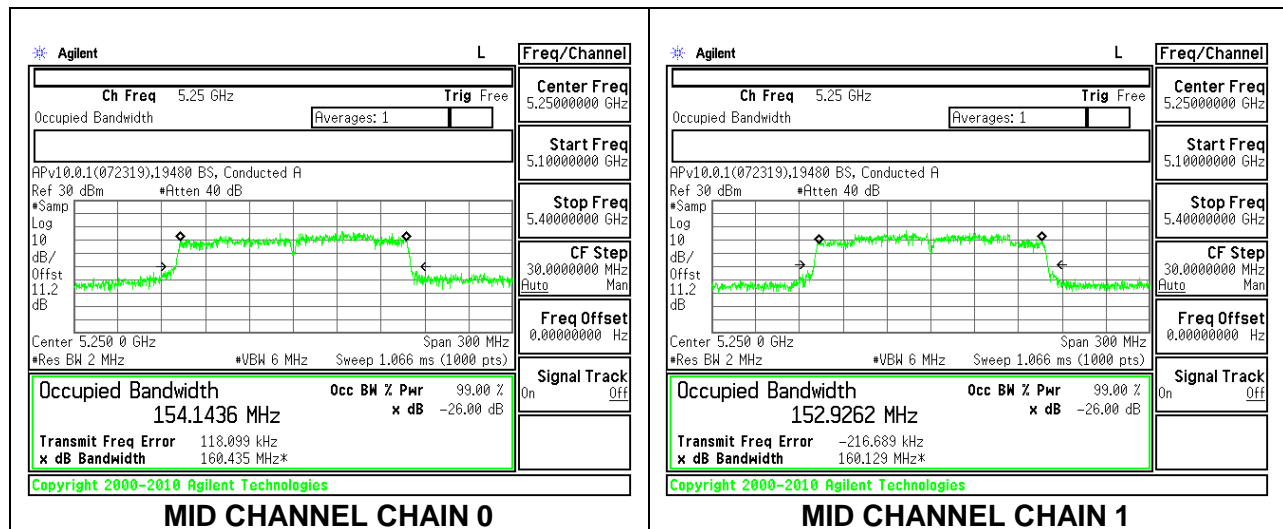 Agilent L Freq/Channel
Ch Freq 5.25 GHz Trig Free
Occupied Bandwidth Averages: 1
APv10.0.1(072319),19480 BS, Conducted A
Ref 30 dBm #Atten 40 dB
#Samp
Log
10
dB/
Offst
11.2
dB
Center 5.250 0 GHz Span 300 MHz
#Res BW 2 MHz #VBW 6 MHz Sweep 1.066 ms (1000 pts)
Occupied Bandwidth Occ BW % Pwr 99.00 %
154.1436 MHz x dB -26.00 dB
Transmit Freq Error 118.099 kHz
x dB Bandwidth 160.435 MHz*
Copyright 2000-2010 Agilent Technologies
Center Freq
5.25000000 GHz
Start Freq
5.10000000 GHz
Stop Freq
5.40000000 GHz
CF Step
30.0000000 MHz
Auto Man
Freq Offset
0.00000000 Hz
Signal Track
On Off
MID CHANNEL CHAIN 0
Agilent L Freq/Channel
Ch Freq 5.25 GHz Trig Free
Occupied Bandwidth Averages: 1
APv10.0.1(072319),19480 BS, Conducted A
Ref 30 dBm #Atten 40 dB
#Samp
Log
10
dB/
Offst
11.2
dB
Center 5.250 0 GHz Span 300 MHz
#Res BW 2 MHz #VBW 6 MHz Sweep 1.066 ms (1000 pts)
Occupied Bandwidth Occ BW % Pwr 99.00 %
152.9262 MHz x dB -26.00 dB
Transmit Freq Error -216.689 kHz
x dB Bandwidth 160.129 MHz*
Copyright 2000-2010 Agilent Technologies
Center Freq
5.25000000 GHz
Start Freq
5.10000000 GHz
Stop Freq
5.40000000 GHz
CF Step
30.0000000 MHz
Auto Man
Freq Offset
0.00000000 Hz
Signal Track
On Off
MID CHANNEL CHAIN 1